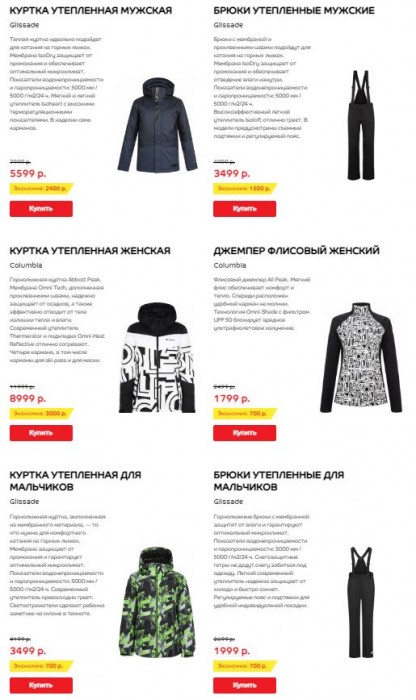 КУРТКА УТЕПЛЕННАЯ МУЖСКАЯ
Glissade
Теплая куртка идеально подойдет
для катания на горных лыжах.
Мембрана IsoDry защищает от
промокания и обеспечивает
оптимальный микроклимат.
Показатели водонепроницаемости
и паропроницаемости: 5000 мм /
5000 г/м2/24 ч. Мягкий и легкий
утеплитель Isoheat с высокими
терморегуляционными
показателями. В изделии семь
карманов.
7999 р.
5599 р.
Экономия: 2400 р.
Купить
БРЮКИ УТЕПЛЕННЫЕ МУЖСКИЕ
Glissade
Брюки с мембраной и
проклеенными швами подойдут для
катания на горных лыжах.
Мембрана IsoDry защищает от
промокания и обеспечивает
отведение влаги изнутри.
Показатели водонепроницаемости
и паропроницаемости: 5000 мм /
5000 г/м2/24 ч.
Высокоэффективный легкий
утеплитель Isoloft отлично греет. В
модели предусмотрены съемные
подтяжки и регулируемый пояс.
4999 р.
3499 р.
Экономия: 1500 р.
Купить
КУРТКА УТЕПЛЕННАЯ ЖЕНСКАЯ
Columbia
Горнолыжная куртка Abbott Peak.
Мембрана Omni-Tech, дополненная
проклеенными швами, надежно
защищает от осадков, а также
эффективно отводит от тела
излишки тепла и влаги.
Современный утеплитель
Thermarator и подкладка Omni-Heat
Reflective отлично согревают.
Четыре кармана, в том числе
карманы для ski pass и для маски.
11999 р.
8999 р.
Экономия: 3000 р.
Купить
ДЖЕМПЕР ФЛИСОВЫЙ ЖЕНСКИЙ
Columbia
Флисовый джемпер All Peak. Мягкий
флис обеспечивает комфорт и
тепло. Спереди расположен
удобный карман на молнии.
Технология Omni-Shade с фильтром
UPF 50 блокирует вредное
ультрафиолетовое излучение.
2499 р.
1799 р.
Экономия: 700 р.
Купить
КУРТКА УТЕПЛЕННАЯ ДЛЯ
МАЛЬЧИКОВ
Glissade
Горнолыжная куртка, выполненная
из мембранного материала, — то
что нужно для комфортного
катания на горных лыжах.
Мембрана защищает от
промокания и гарантирует
оптимальный микроклимат.
Показатели водонепроницаемости
и паропроницаемости: 5000 мм /
5000 г/м2/24 ч. Современный
утеплитель превосходно греет.
Светоотражатели сделают ребенка
заметнее на склоне в темноте.
4199 р.
3499 р.
Экономия: 700 р.
Купить
БРЮКИ УТЕПЛЕННЫЕ ДЛЯ
МАЛЬЧИКОВ
Glissade
Горнолыжные брюки с мембраной
защитят от влаги и гарантируют
оптимальный микроклимат.
Показатели водонепроницаемости
и паропроницаемости: 5000 мм /
5000 г/м2/24 ч. Снегозащитные
гетры не дадут снегу забиться под
одежду. Легкий современный
утеплитель надежно защищает от
холода и быстро сохнет.
Регулируемые пояс и подтяжки для
удобной индивидуальной посадки.
2699 р.
1999 р.
Экономия: 700 р.
Купить